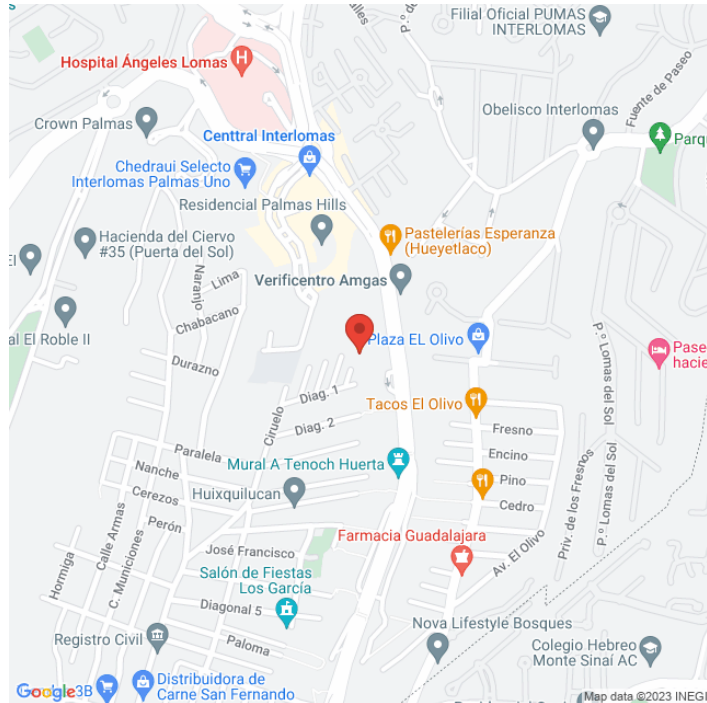 Filial Oficial PUMAS
INTERLOMAS
Hospital Ángeles Lomas
Fuente de Paseo
Crown Palmas
Obelisco Interlomas
Centtral Interlomas
Parq
Chedraui Selecto
Interlomas Palmas Uno
Residencial Palmas Hills
Pastelerías Esperanza
(Hueyetlaco)
Hacienda del Ciervo
#35 (Puerta del Sol)
El
Naranjo
Lima
Verificentro Amgas
Chabacano
al El Roble II
Plaza EL Olivo
P.º Lomas del Sol
Pase
hacie
Durazno
Diag. 1
Tacos El Olivo
Ciruelo
Diag. 2
Fresno
Paralela
Encino
Mural A Tenoch Huerta
Nanche
Pino
Huixquilucan
Cerezos
Cedro
Priv. de los Fresnos
P.º Lomas del Sol
Calle Armas
Perón
Farmacia Guadalajara
C. Municiones
José Francisco
Hormiga
Av. El Olivo
Salón de Fiestas
Los García
Diagonal 5
Nova Lifestyle Bosques
Registro Civil
Paloma
Colegio Hebreo
Monte Sinaí AC
Distribuidora de
Carne San Fernando
3B
Google
Map data ©2023 INEGI